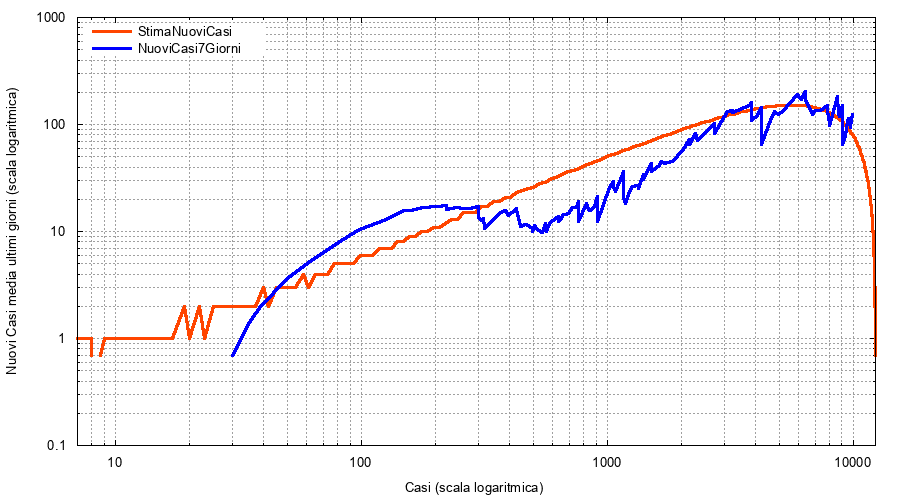 1000
StimaNuoviCasi
NuoviCasi7Giorni
100
10
1
0.1
Nuovi Casi media ultimi giorni (scala logaritmica)
10
100
1000
10000
Casi (scala logaritmica)